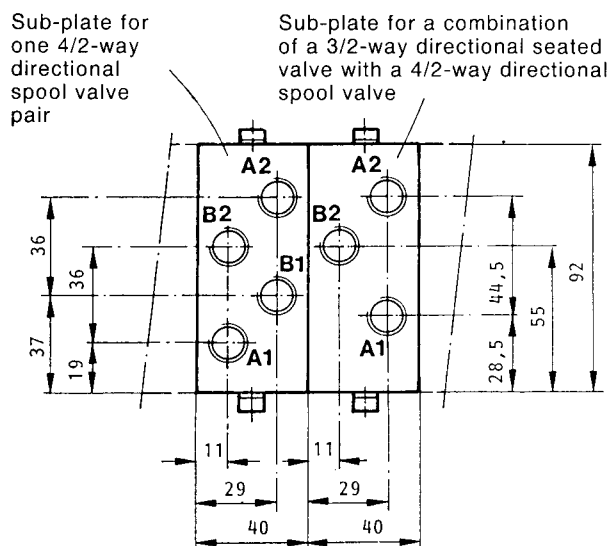 Sub-plate for
one 4/2-way
directional
spool valve
pair
Sub-plate for a combination
of a 3/2-way directional seated
valve with a 4/2-way directional
spool valve
A2
A2
B2
B2
B1
A1
A1
36
36
37
19
44,5
55
92
28,5
11
11
29
29
40
40